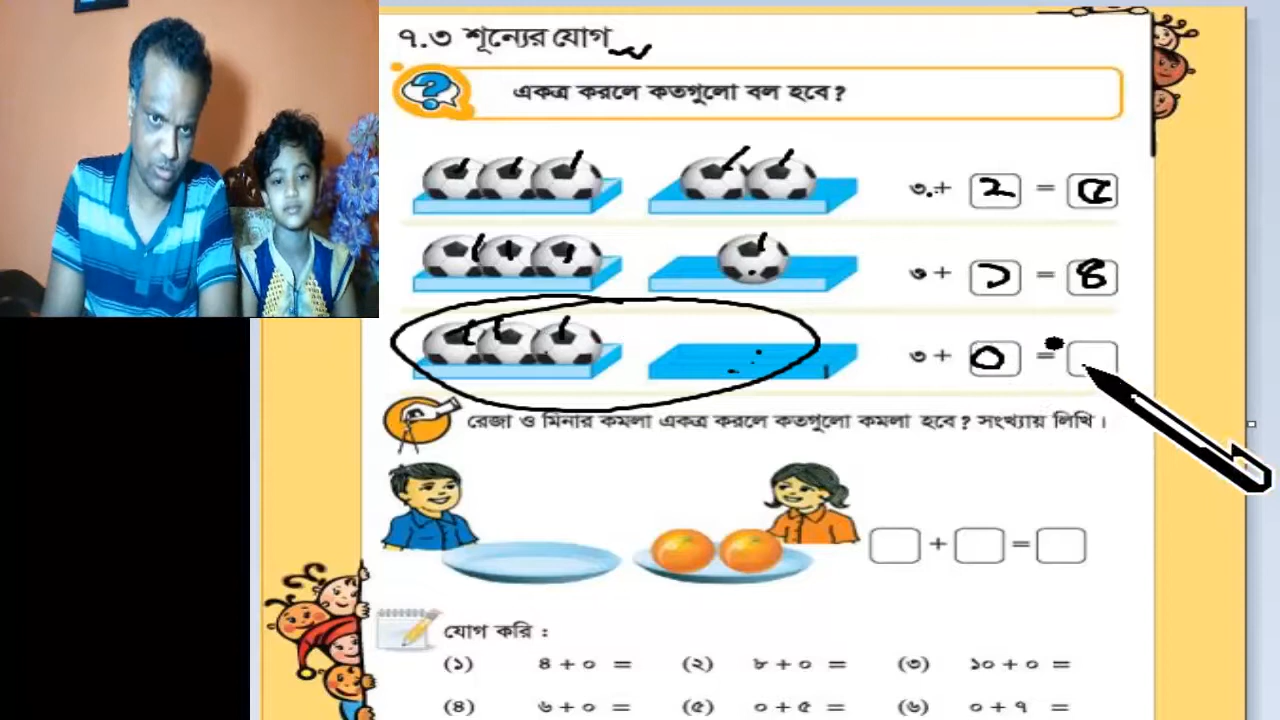 ৭.৩ শূন্যের যোগ
একত্র করলে কতগুলো বল হবে?
৩ + ২ = ৫
৩ + ১ = ৪
৩ + ০ =
রেজা ও মিনার কমলা একত্র করলে কতগুলো কমলা হবে? সংখ্যায় লিখি।
+ =
যোগ করি :
(১) ৪ + ০ = (২) ৮ + ০ = (৩) ১০ + ০ =
(৪) ৬ + ০ = (৫) ০ + ৫ = (৬) ০ + ৭ =